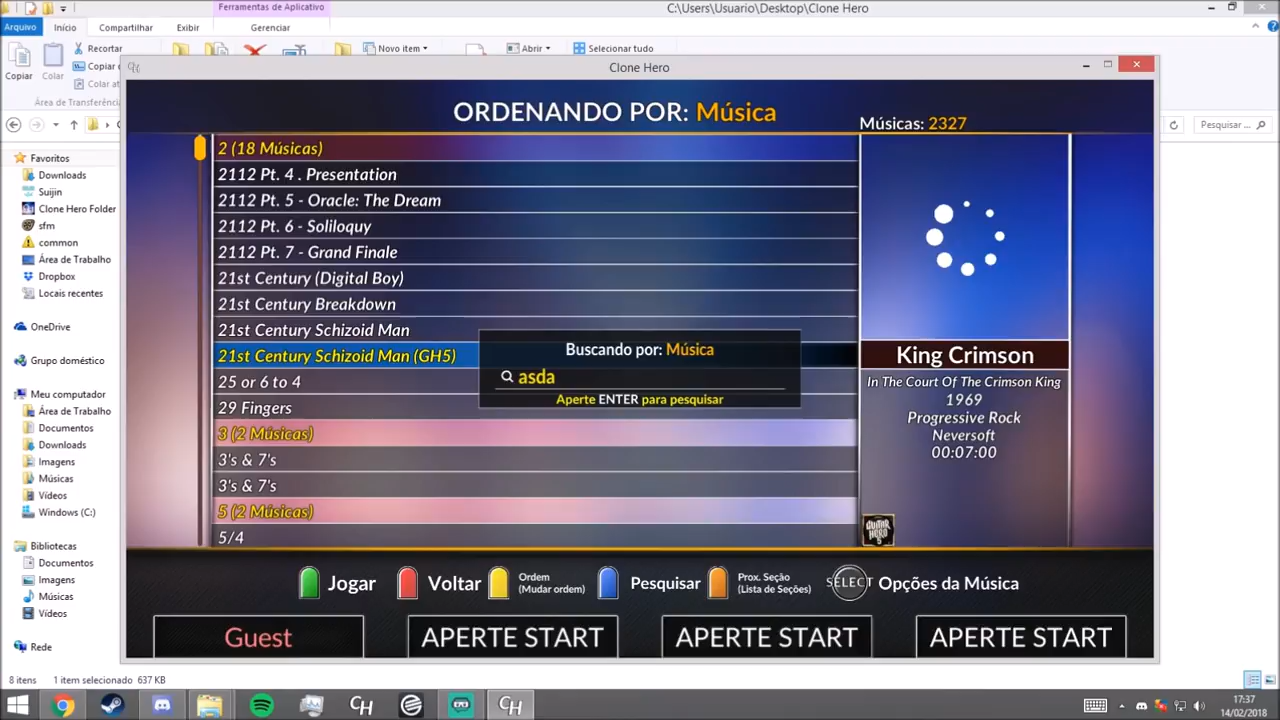 Ferramentas de Aplicativo
C:\Users\Usuario\Desktop\Clone Hero
Arquivo
Início
Compartilhar
Exibir
Gerenciar
Copiar
Colar
Recortar
Copiar c
Colar at
Novo item
Abrir
Selecionar tudo
Área de Transferênci
Pesquisar ...
Clone Hero
Favoritos
Downloads
Suijin
Clone Hero Folder
sfm
common
Área de Trabalho
Dropbox
Locais recentes
OneDrive
Grupo doméstico
Meu computador
Área de Trabalho
Documentos
Downloads
Imagens
Músicas
Vídeos
Windows (C:)
Bibliotecas
Documentos
Imagens
Músicas
Vídeos
Rede
ORDENANDO POR: Música
Músicas: 2327
2 (18 Músicas)
2112 Pt. 4 . Presentation
2112 Pt. 5 - Oracle: The Dream
2112 Pt. 6 - Soliloquy
2112 Pt. 7 - Grand Finale
21st Century (Digital Boy)
21st Century Breakdown
21st Century Schizoid Man
21st Century Schizoid Man (GH5)
25 or 6 to 4
29 Fingers
3 (2 Músicas)
3's & 7's
3's & 7's
5 (2 Músicas)
5/4
Buscando por: Música
asda
Aperte ENTER para pesquisar
King Crimson
In The Court Of The Crimson King
1969
Progressive Rock
Neversoft
00:07:00
GUITAR HERO 5
Jogar
Voltar
Ordem
(Mudar ordem)
Pesquisar
Prox. Seção
(Lista de Seções)
SELECT
Opções da Música
Guest
APERTE START
APERTE START
APERTE START
8 itens
1 item selecionado 637 KB
17:37
14/02/2018